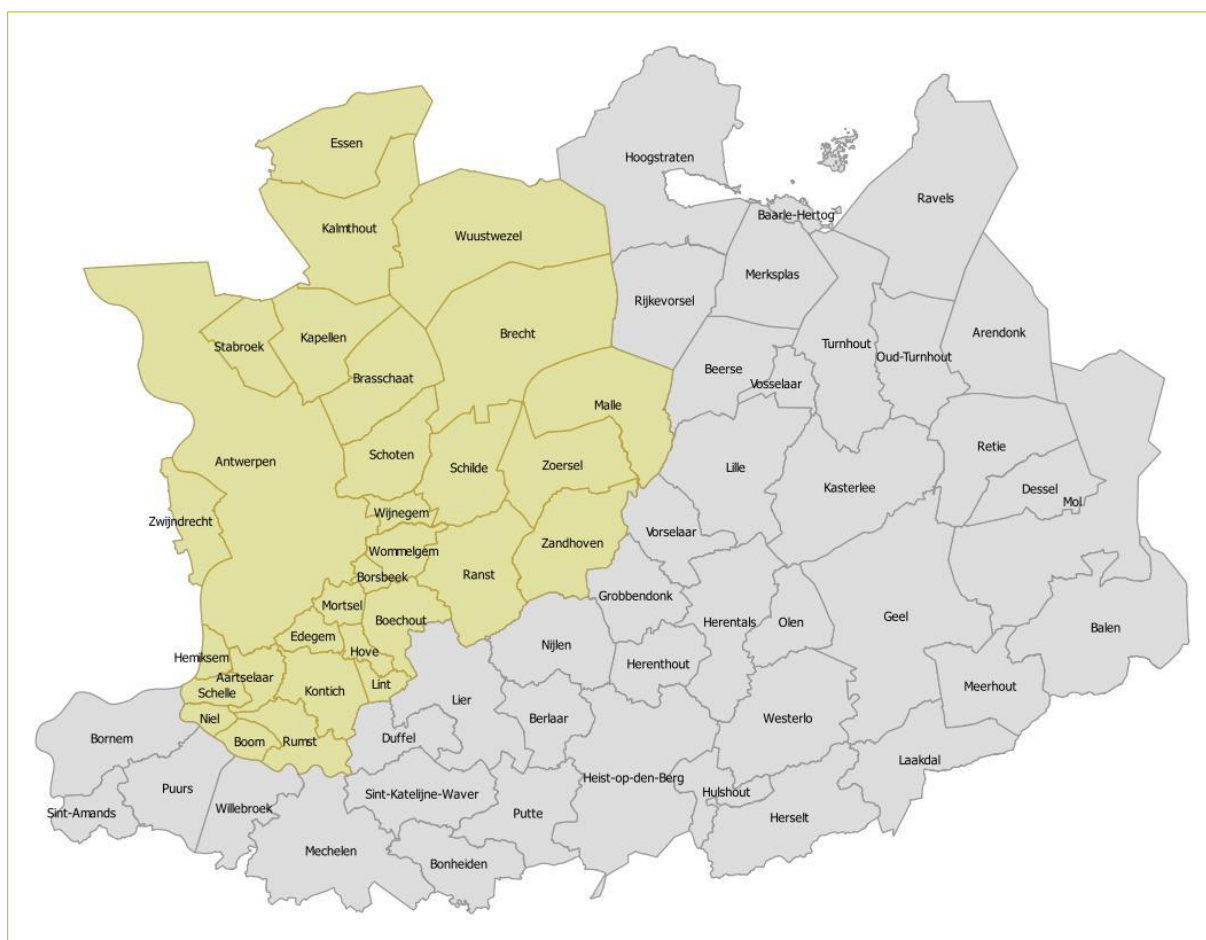 Essen
Hoogstraten
Ravels
Baarle-Hertog
Kalmthout
Wuustwezel
Merksplas
Rijkevorsel
Kapellen
Brecht
Arendonk
Stabroek
Turnhout
Oud-Turnhout
Beerse
Brasschaat
Vosselaar
Malle
Retie
Schoten
Antwerpen
Zoersel
Schilde
Lille
Kasterlee
Dessel
Mol
Wijnegem
Zwijndrecht
Vorselaar
Zandhoven
Wommelgem
Ranst
Borsbeek
Grobbendonk
Mortsel
Geel
Boechout
Herentals
Olen
Balen
Edegem
Nijlen
Hove
Hemiksem
Herenthout
Aartselaar
Lint
Meerhout
Kontich
Schelle
Lier
Westerlo
Niel
Berlaar
Bornem
Boom
Rumst
Duffel
Laakdal
Puurs
Heist-op-den-Berg
Hulshout
Sint-Katelijne-Waver
Willebroek
Sint-Amands
Putte
Herselt
Mechelen
Bonheiden